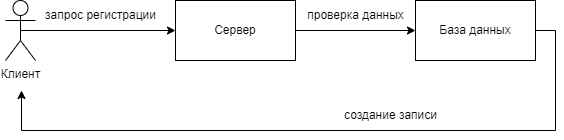 запрос регистрации
проверка данных
Сервер
База данных
Клиент
создание записи